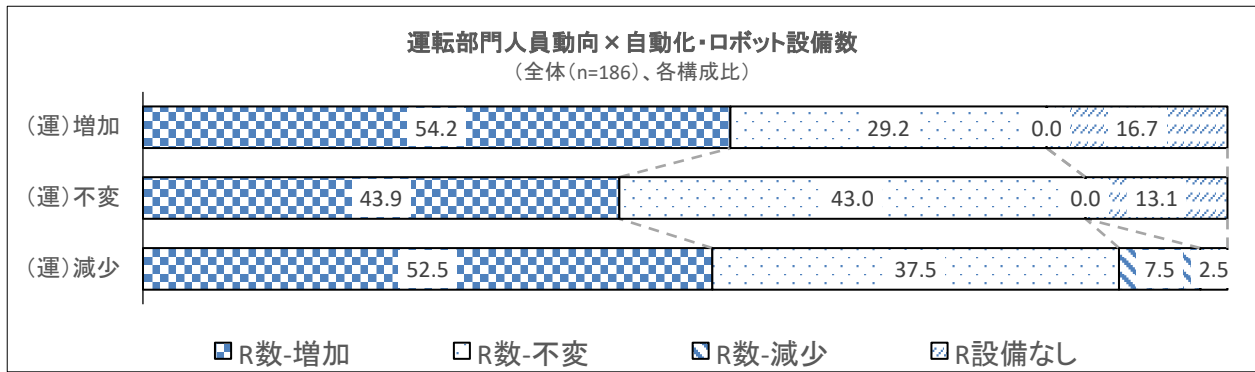 運転部門人員動向×自動化・ロボット設備数
（全体（n=186）、各構成比）
（運）増加 54.2 29.2 0.0 16.7
（運）不変 43.9 43.0 0.0 13.1
（運）減少 52.5 37.5 7.5 2.5
R数-増加 R数-不変 R数-減少 R設備なし